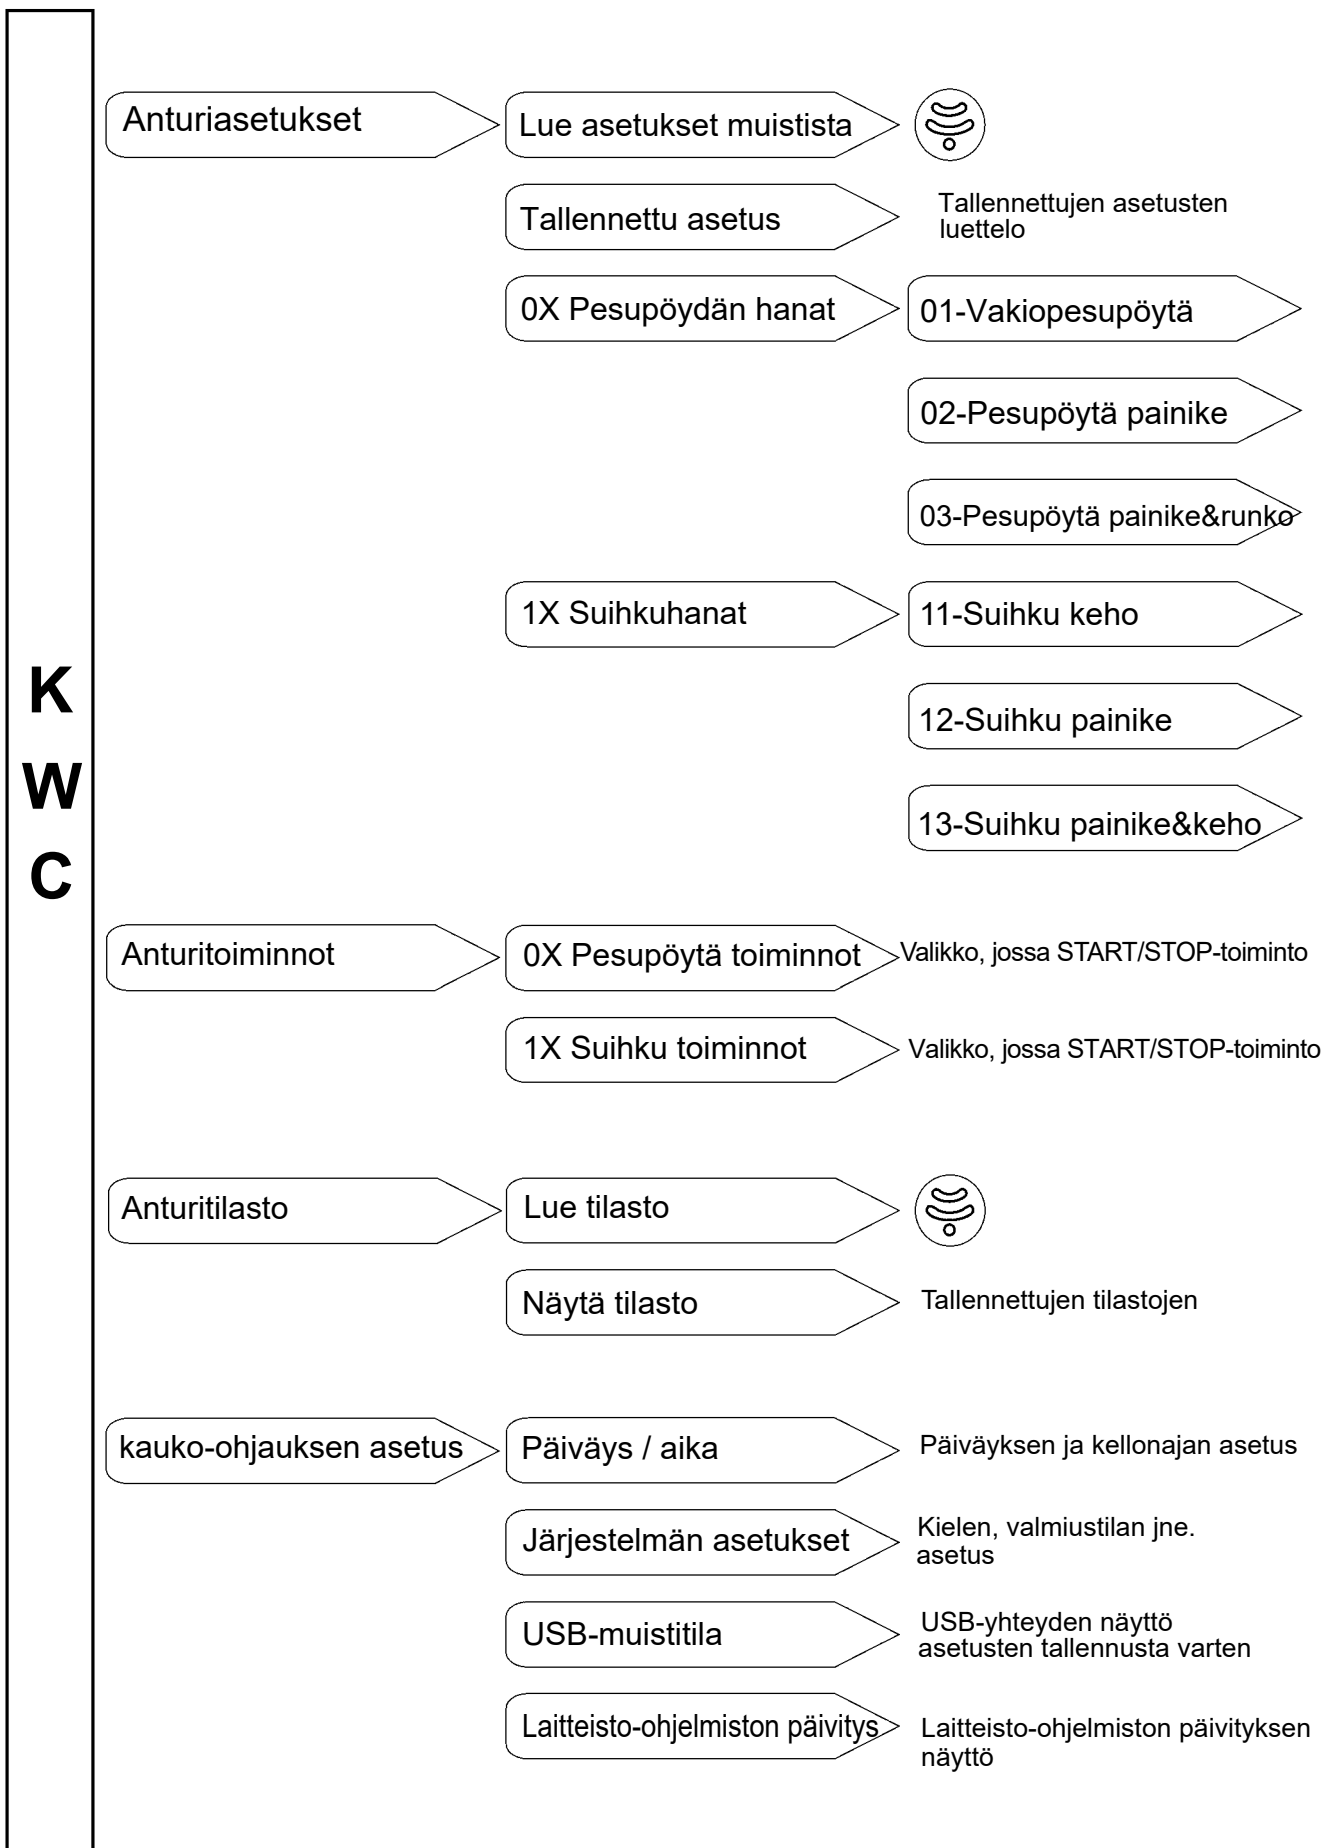 K
W
C
Anturiasetukset
Lue asetukset muistista
Tallennettu asetus
Tallennettujen asetusten
luettelo
0X Pesupöydän hanat
01-Vakiopesupöytä
02-Pesupöytä painike
03-Pesupöytä painike&runko
1X Suihkuhanat
11-Suihku keho
12-Suihku painike
13-Suihku painike&keho
Anturitoiminnot
0X Pesupöytä toiminnot
Valikko, jossa START/STOP-toiminto
1X Suihku toiminnot
Valikko, jossa START/STOP-toiminto
Anturitilasto
Lue tilasto
Näytä tilasto
Tallennettujen tilastojen
kauko-ohjauksen asetus
Päiväys / aika
Päiväyksen ja kellonajan asetus
Järjestelmän asetukset
Kielen, valmiustilan jne.
asetus
USB-muistitila
USB-yhteyden näyttö
asetusten tallennusta varten
Laitteisto-ohjelmiston päivitys
Laitteisto-ohjelmiston päivityksen
näyttö